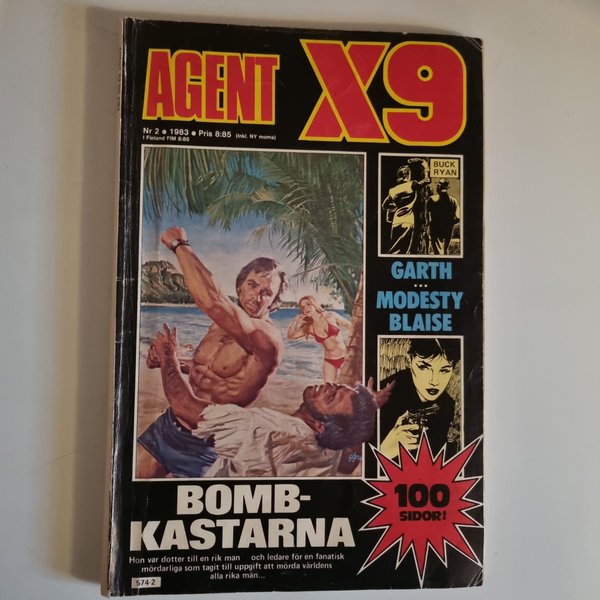 AGENT X9
Nr 2 • 1983 • Pris 8:85 (Inkl. NY moms)
I Finland FIM 8:85
BUCK
RYAN
GARTH
•••
MODESTY
BLAISE
100
SIDOR!
BOMB-
KASTARNA
Hon var dotter till en rik man och ledare för en fanatisk
mördarliga som tagit till uppgift att mörda världens
alla rika män...
574-2